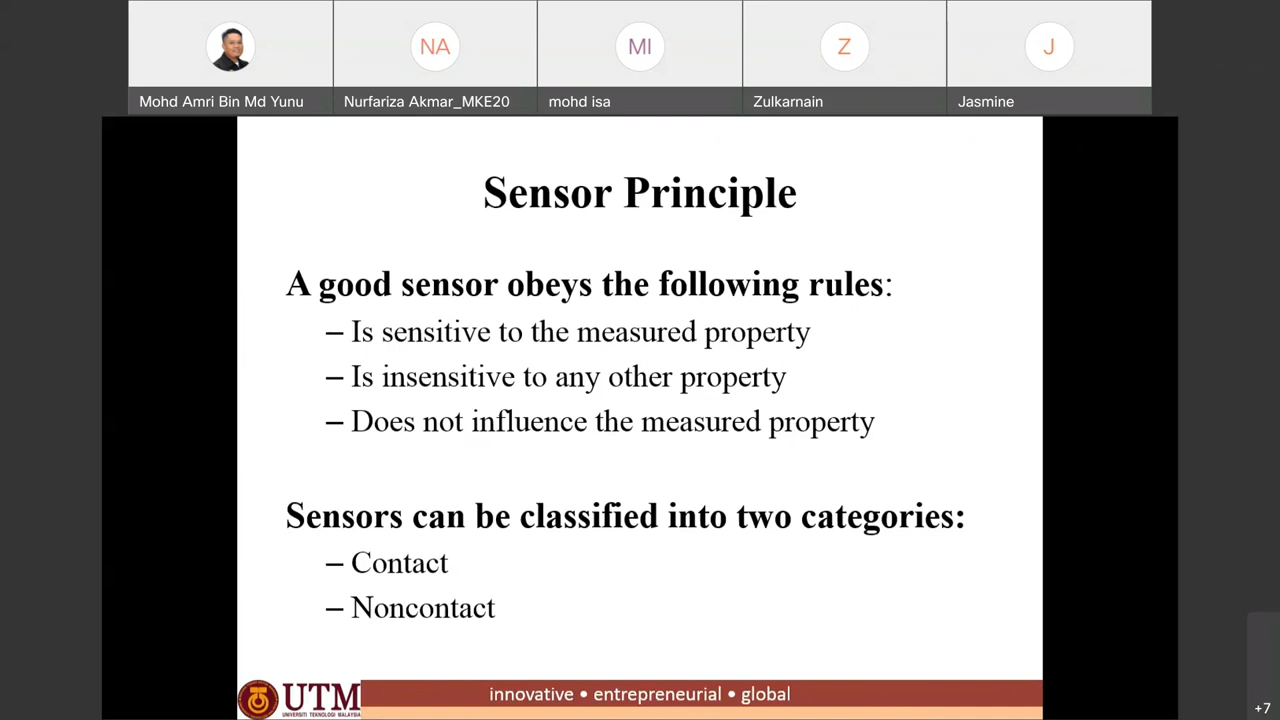 NA
MI
Z
J
Mohd Amri Bin Md Yunu
Nurfariza Akmar_MKE20
mohd isa
Zulkarnain
Jasmine
Sensor Principle
A good sensor obeys the following rules:
– Is sensitive to the measured property
– Is insensitive to any other property
– Does not influence the measured property
Sensors can be classified into two categories:
– Contact
– Noncontact
UTM
UNIVERSITI TEKNOLOGI MALAYSIA
innovative • entrepreneurial • global
+7